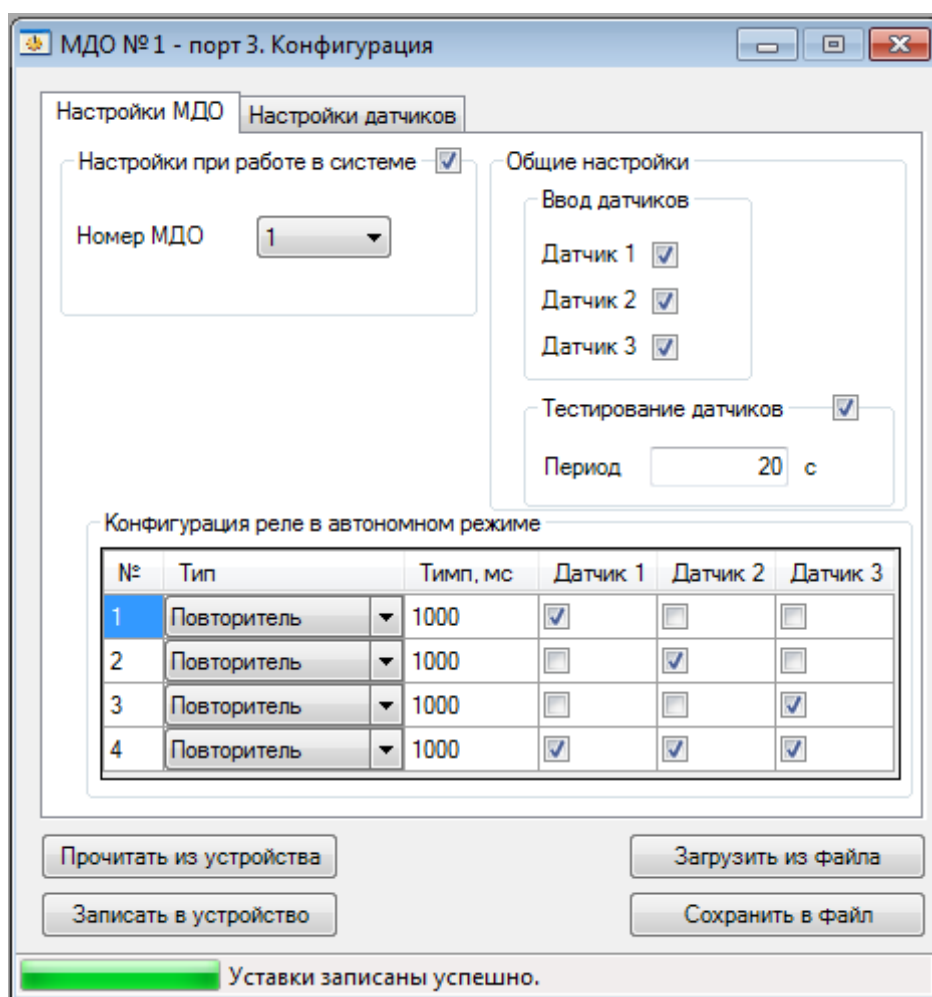 МДО №1 - порт 3. Конфигурация
Настройки МДО Настройки датчиков
Настройки при работе в системе
Номер МДО 1
Общие настройки
Ввод датчиков
Датчик 1
Датчик 2
Датчик 3
Тестирование датчиков
Период 20 с
Конфигурация реле в автономном режиме
№ Тип Тимп, мс Датчик 1 Датчик 2 Датчик 3
1 Повторитель 1000
2 Повторитель 1000
3 Повторитель 1000
4 Повторитель 1000
Прочитать из устройства Загрузить из файла
Записать в устройство Сохранить в файл
Уставки записаны успешно.